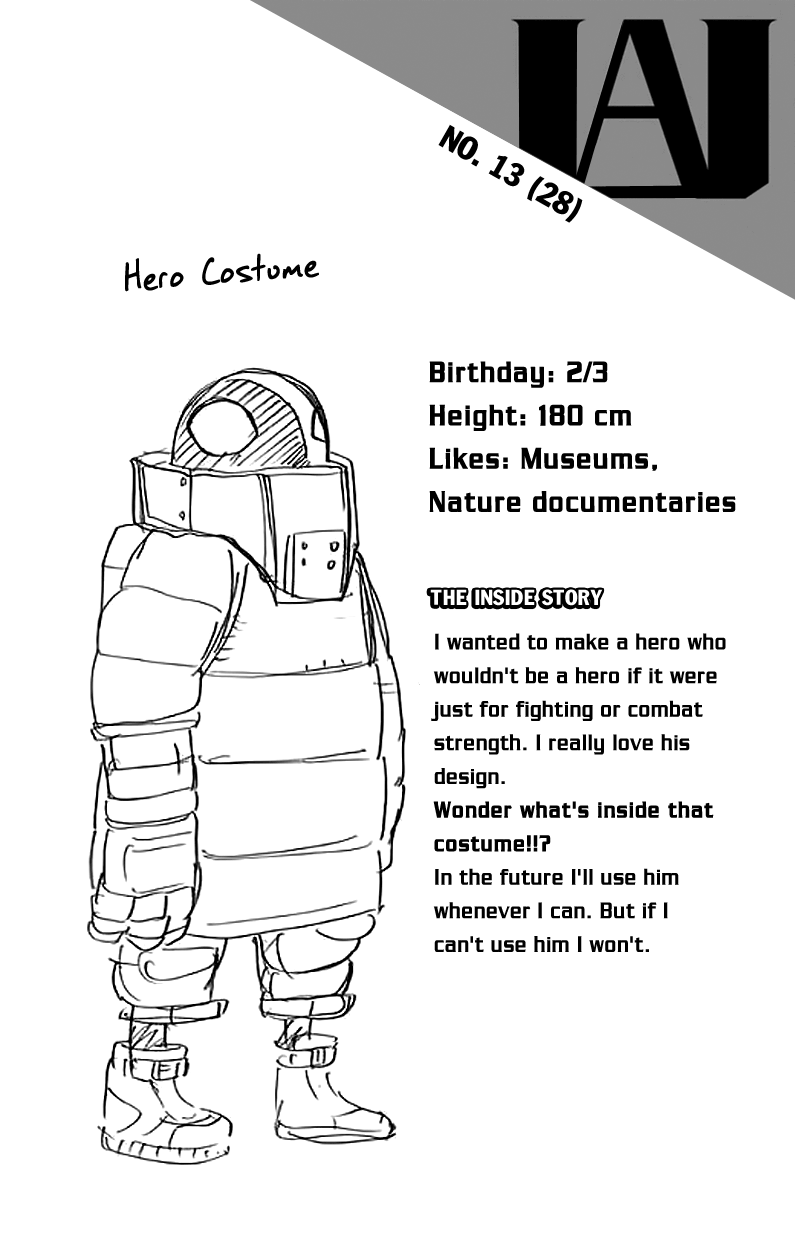 UA
NO. 13 (28)
Hero Costume
Birthday: 2/3
Height: 180 cm
Likes: Museums,
Nature documentaries
THE INSIDE STORY
I wanted to make a hero who
wouldn't be a hero if it were
just for fighting or combat
strength. I really love his
design.
Wonder what's inside that
costume!!?
In the future I'll use him
whenever I can. But if I
can't use him I won't.